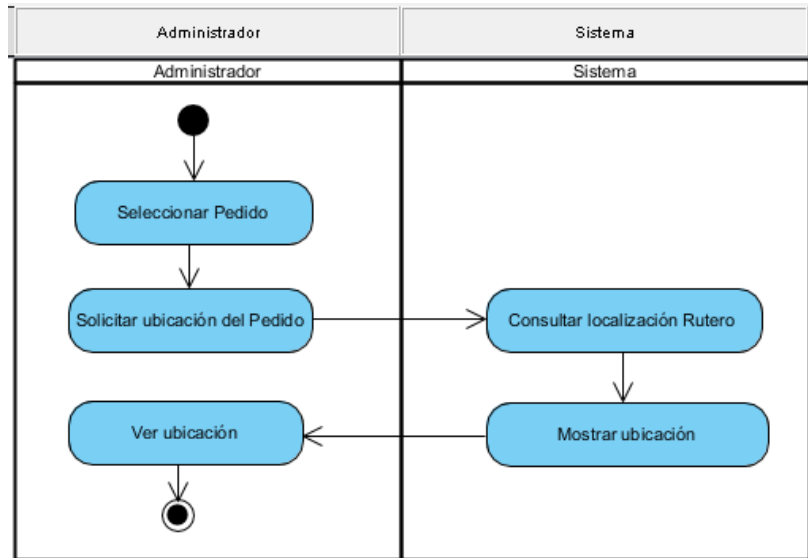 Administrador
Sistema
Administrador
Sistema
Seleccionar Pedido
Solicitar ubicación del Pedido
Consultar localización Rutero
Ver ubicación
Mostrar ubicación